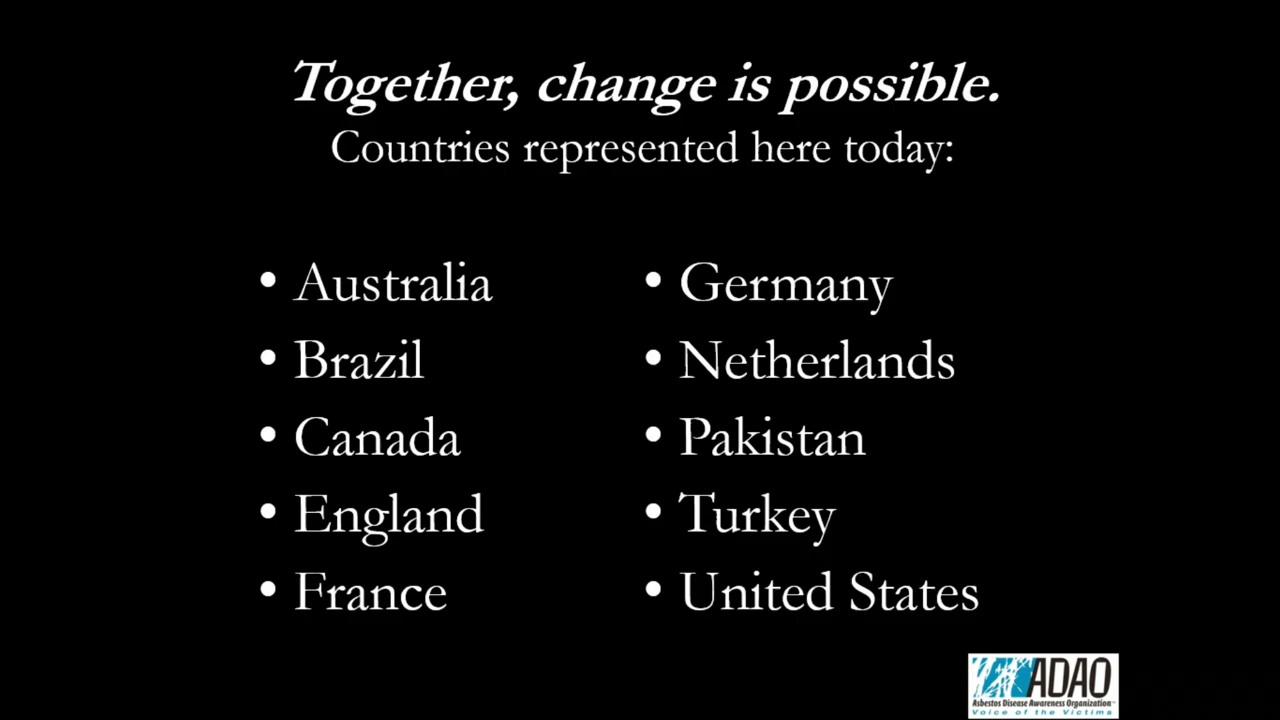 Together, change is possible.
Countries represented here today:
• Australia
• Brazil
• Canada
• England
• France
• Germany
• Netherlands
• Pakistan
• Turkey
• United States
ADAO
Asbestos Disease Awareness Organization™
Voice of the Victims